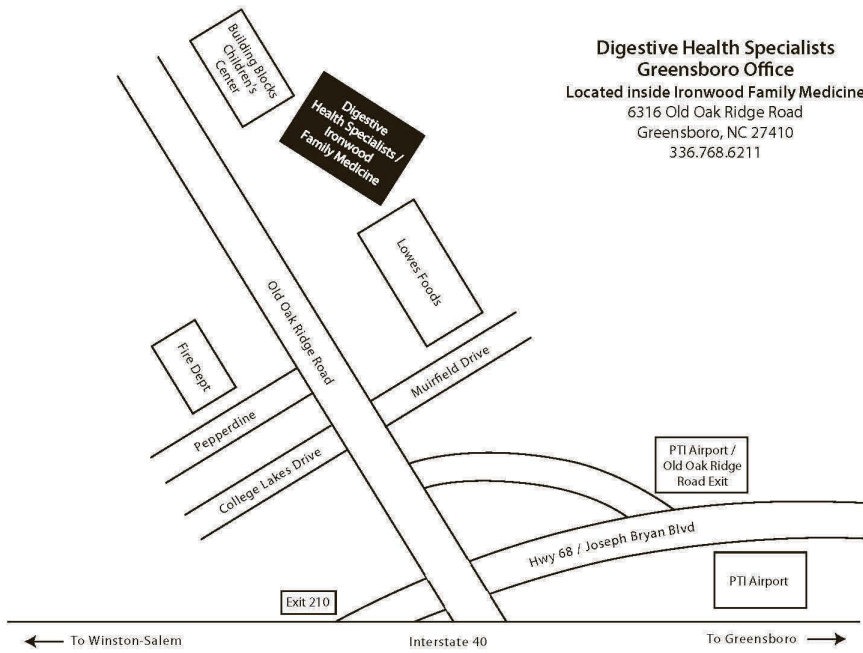 Digestive Health Specialists
Greensboro Office
Located inside Ironwood Family Medicine
6316 Old Oak Ridge Road
Greensboro, NC 27410
336.768.6211
Building Blocks
Children's
Center
Digestive
Health Specialists /
Ironwood
Family Medicine
Lowes Foods
Old Oak Ridge Road
Fire Dept
Muirfield Drive
Pepperdine
College Lakes Drive
PTI Airport /
Old Oak Ridge
Road Exit
Hwy 68 / Joseph Bryan Blvd
PTI Airport
Exit 210
To Winston-Salem
Interstate 40
To Greensboro